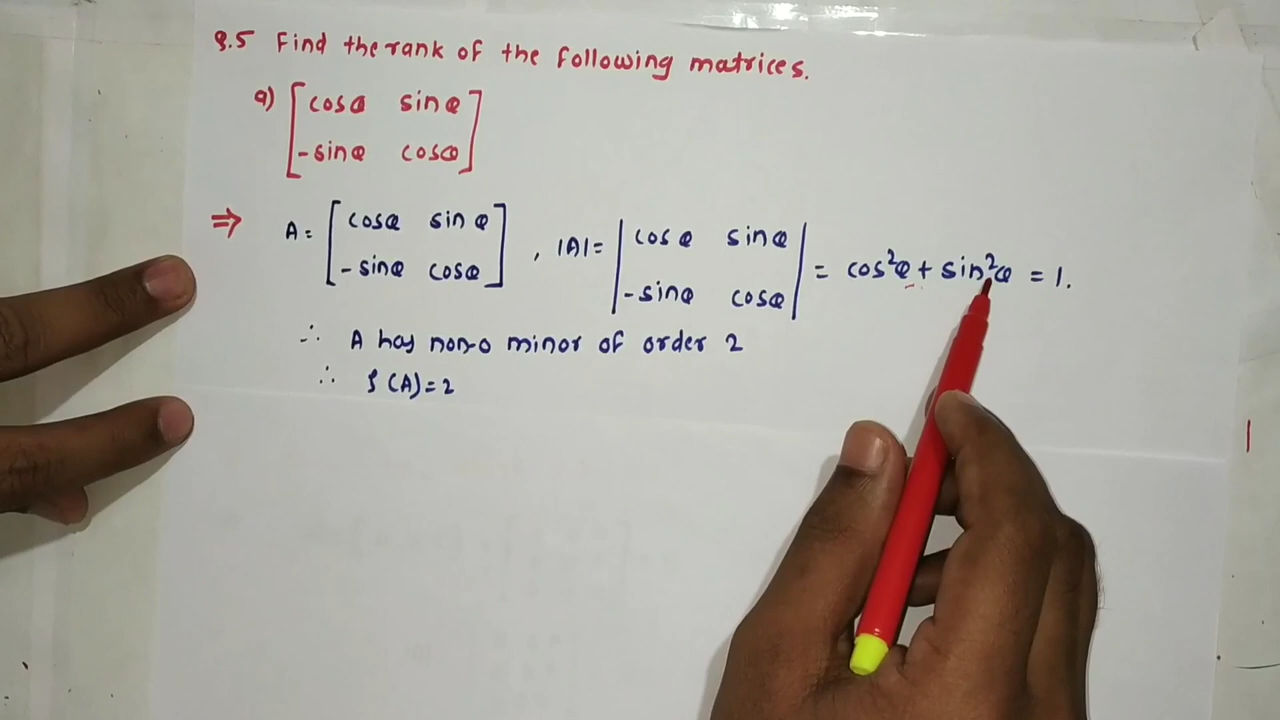 Q.5 Find the rank of the following matrices.
a) [cosθ sinθ
-sinθ cosθ]
⇒ A = [cosθ sinθ
-sinθ cosθ] , |A| = |cosθ sinθ
-sinθ cosθ| = cos²θ + sin²θ = 1.
∴ A has non-0 minor of order 2
∴ ρ(A) = 2